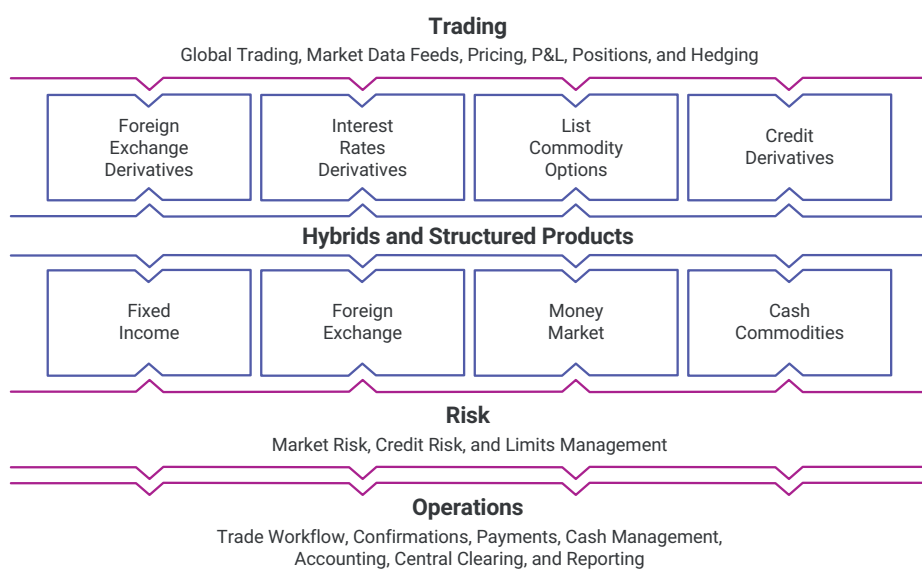 Trading
Global Trading, Market Data Feeds, Pricing, P&L, Positions, and Hedging
Foreign
Exchange
Derivatives
Interest
Rates
Derivatives
List
Commodity
Options
Credit
Derivatives
Hybrids and Structured Products
Fixed
Income
Foreign
Exchange
Money
Market
Cash
Commodities
Risk
Market Risk, Credit Risk, and Limits Management
Operations
Trade Workflow, Confirmations, Payments, Cash Management,
Accounting, Central Clearing, and Reporting